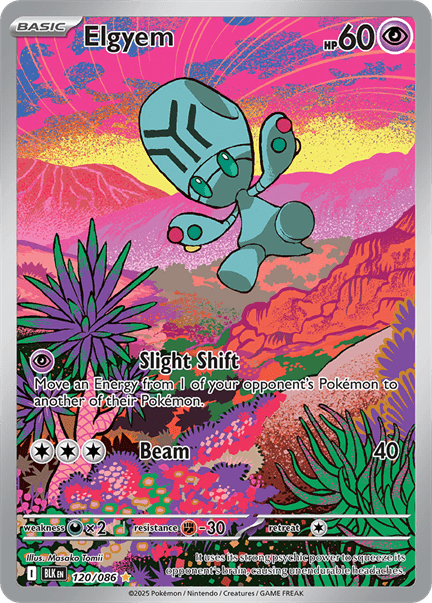 BASIC Elgyem HP60
Slight Shift
Move an Energy from 1 of your opponent's Pokémon to
another of their Pokémon.
Beam 40
weakness ×2 resistance -30 retreat
Illus. Masako Tomii
I BLK EN 120/086
It uses its strong psychic power to squeeze its
opponent's brain, causing unendurable headaches.
©2025 Pokémon / Nintendo / Creatures / GAME FREAK